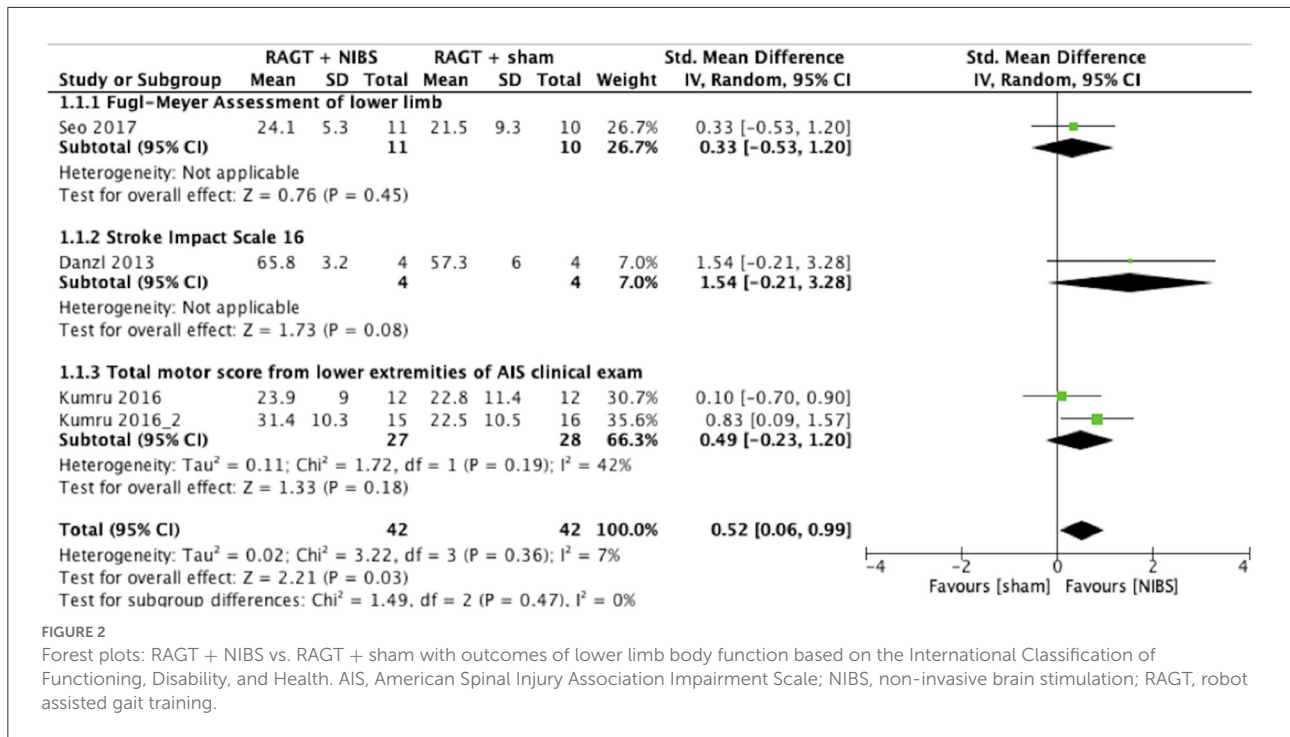 RAGT + NIBS RAGT + sham Std. Mean Difference Std. Mean Difference
Study or Subgroup Mean SD Total Mean SD Total Weight IV, Random, 95% CI IV, Random, 95% CI
1.1.1 Fugl-Meyer Assessment of lower limb
Seo 2017 24.1 5.3 11 21.5 9.3 10 26.7% 0.33 [-0.53, 1.20]
Subtotal (95% CI) 11 10 26.7% 0.33 [-0.53, 1.20]
Heterogeneity: Not applicable
Test for overall effect: Z = 0.76 (P = 0.45)
1.1.2 Stroke Impact Scale 16
Danzl 2013 65.8 3.2 4 57.3 6 4 7.0% 1.54 [-0.21, 3.28]
Subtotal (95% CI) 4 4 7.0% 1.54 [-0.21, 3.28]
Heterogeneity: Not applicable
Test for overall effect: Z = 1.73 (P = 0.08)
1.1.3 Total motor score from lower extremities of AIS clinical exam
Kumru 2016 23.9 9 12 22.8 11.4 12 30.7% 0.10 [-0.70, 0.90]
Kumru 2016_2 31.4 10.3 15 22.5 10.5 16 35.6% 0.83 [0.09, 1.57]
Subtotal (95% CI) 27 28 66.3% 0.49 [-0.23, 1.20]
Heterogeneity: Tau² = 0.11; Chi² = 1.72, df = 1 (P = 0.19); I² = 42%
Test for overall effect: Z = 1.33 (P = 0.18)
Total (95% CI) 42 42 100.0% 0.52 [0.06, 0.99]
Heterogeneity: Tau² = 0.02; Chi² = 3.22, df = 3 (P = 0.36); I² = 7%
Test for overall effect: Z = 2.21 (P = 0.03)
Test for subgroup differences: Chi² = 1.49, df = 2 (P = 0.47), I² = 0%
-4 -2 0 2 4
Favours [sham] Favours [NIBS]
FIGURE 2
Forest plots: RAGT + NIBS vs. RAGT + sham with outcomes of lower limb body function based on the International Classification of
Functioning, Disability, and Health. AIS, American Spinal Injury Association Impairment Scale; NIBS, non-invasive brain stimulation; RAGT, robot
assisted gait training.